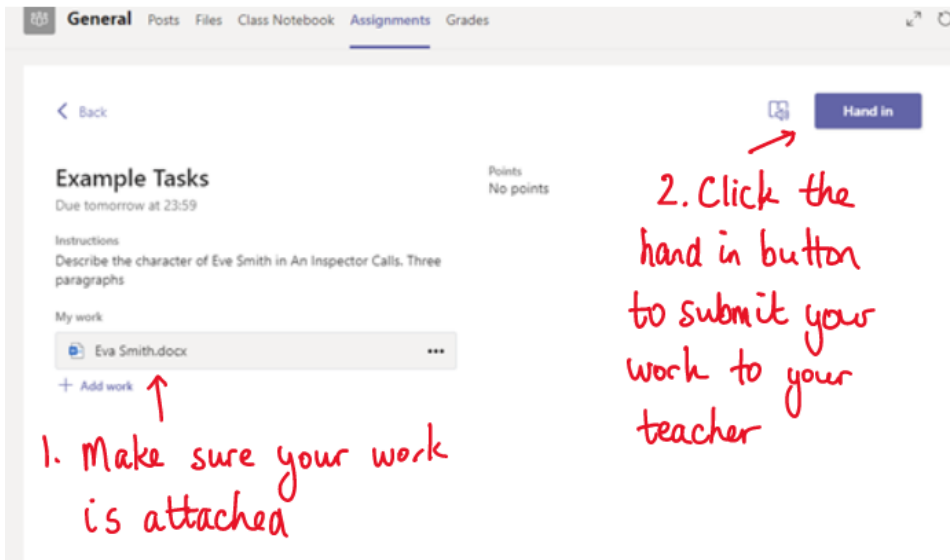 General Posts Files Class Notebook Assignments Grades
Back
Hand in
Example Tasks
Due tomorrow at 23:59
Points
No points
Instructions
Describe the character of Eve Smith in An Inspector Calls. Three
paragraphs
My work
Eva Smith.docx
+ Add work
1. Make sure your work
is attached
2. Click the
hand in button
to submit your
work to your
teacher